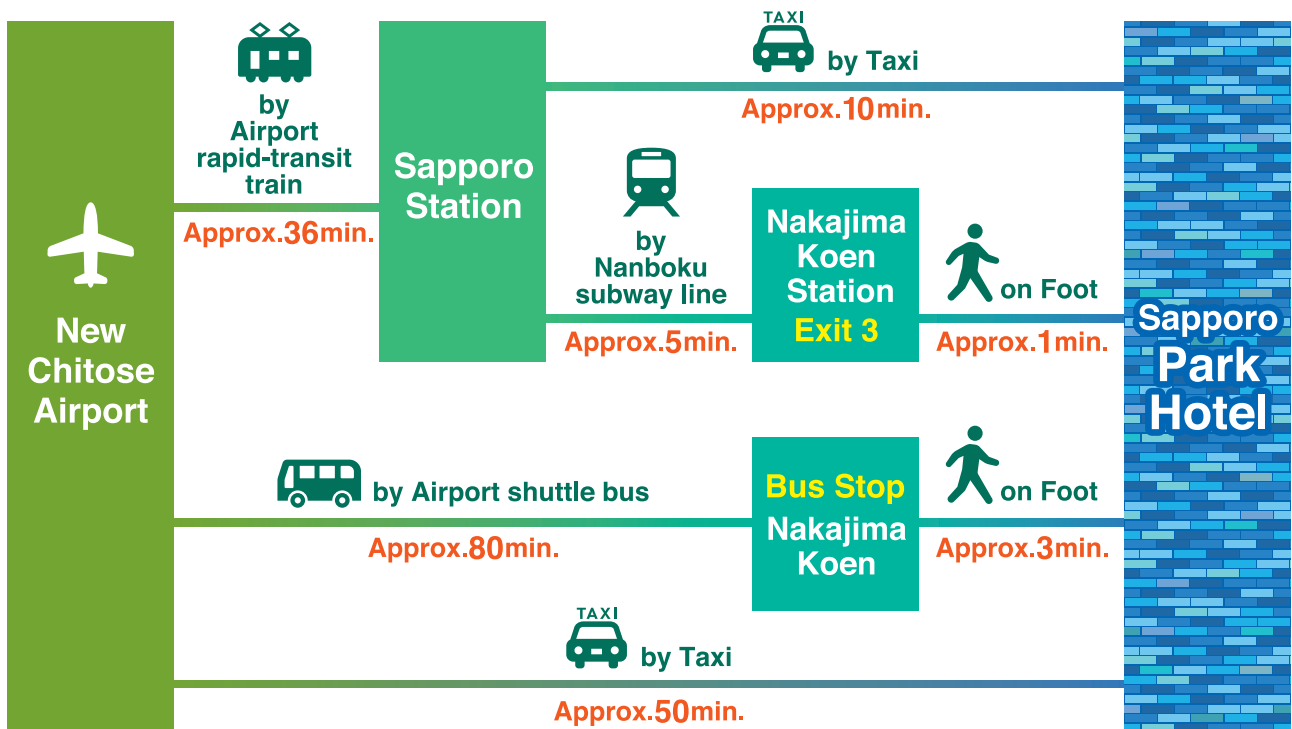 New
Chitose
Airport
by
Airport
rapid-transit
train
Approx.36min.
Sapporo
Station
TAXI
by Taxi
Approx.10min.
by
Nanboku
subway line
Approx.5min.
Nakajima
Koen
Station
Exit 3
on Foot
Approx.1min.
by Airport shuttle bus
Approx.80min.
Bus Stop
Nakajima
Koen
on Foot
Approx.3min.
TAXI
by Taxi
Approx.50min.
Sapporo
Park
Hotel